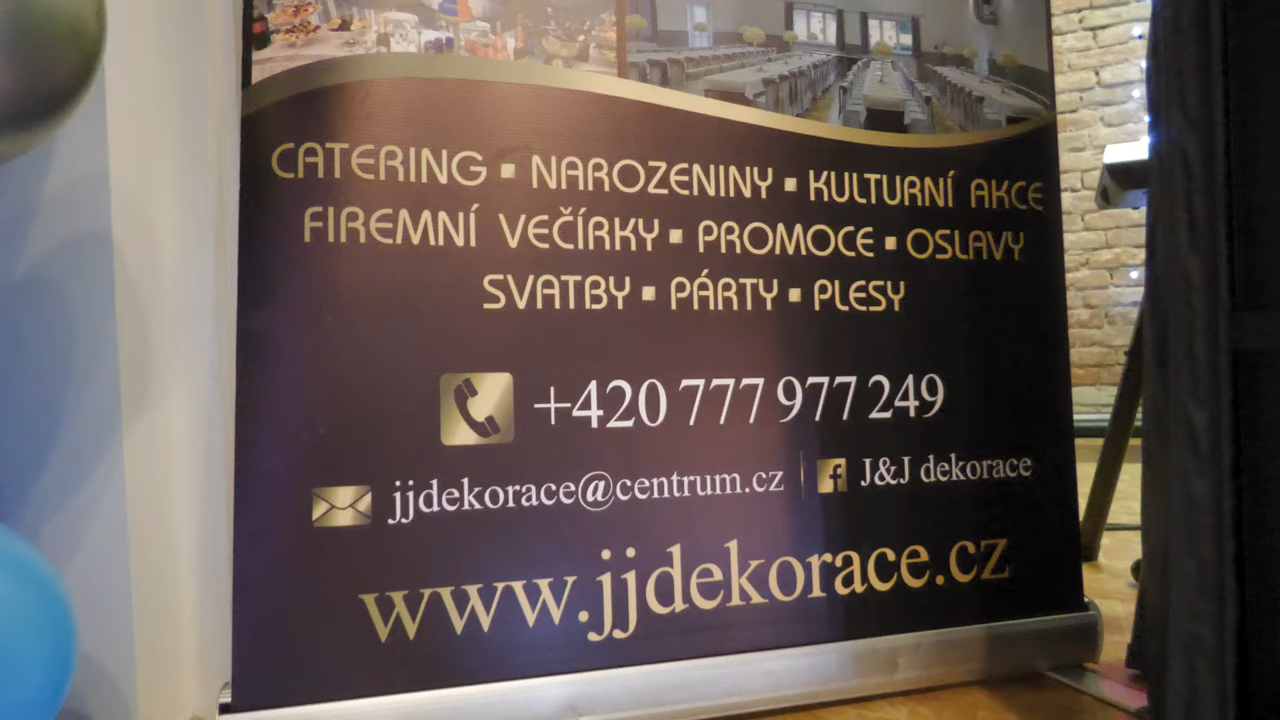 CATERING ▪ NAROZENINY ▪ KULTURNÍ AKCE
FIREMNÍ VEČÍRKY ▪ PROMOCE ▪ OSLAVY
SVATBY ▪ PÁRTY ▪ PLESY
+420 777 977 249
jjdekorace@centrum.cz | f J&J dekorace
www.jjdekorace.cz